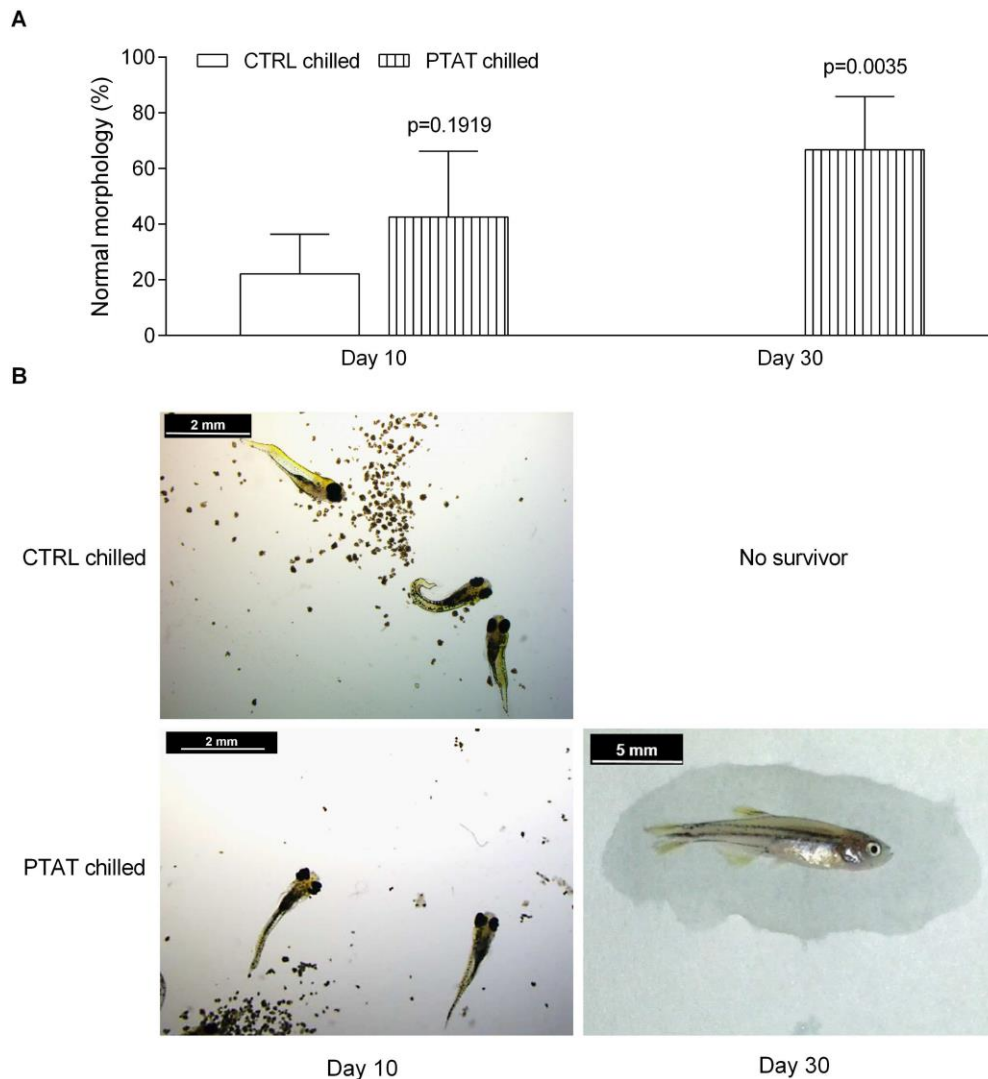 A
CTRL chilled PTAT chilled
p=0.1919
p=0.0035
Normal morphology (%)
100
80
60
40
20
0
Day 10 Day 30
B
2 mm
CTRL chilled
No survivor
2 mm
5 mm
PTAT chilled
Day 10 Day 30